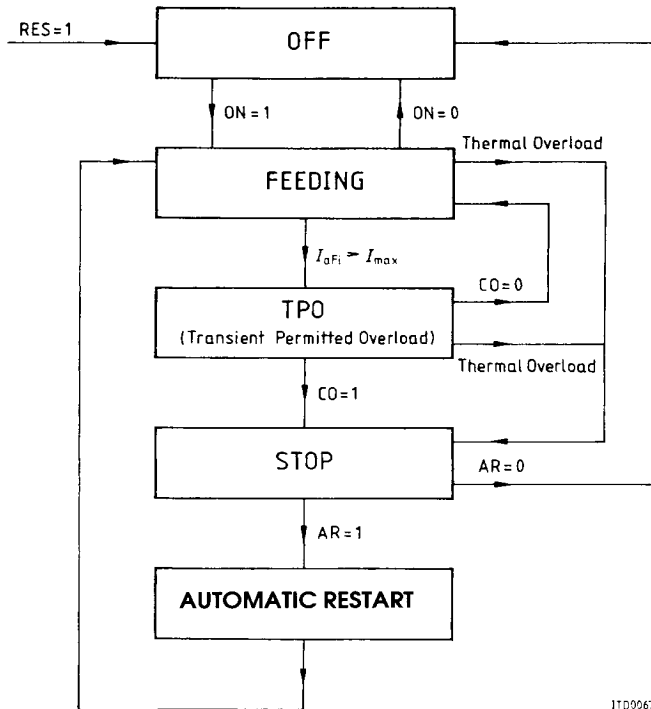 RES=1
OFF
ON=1
ON=0
Thermal Overload
FEEDING
I_aFi > I_max
CO=0
TPO
(Transient Permitted Overload)
Thermal Overload
CO=1
STOP
AR=0
AR=1
AUTOMATIC RESTART